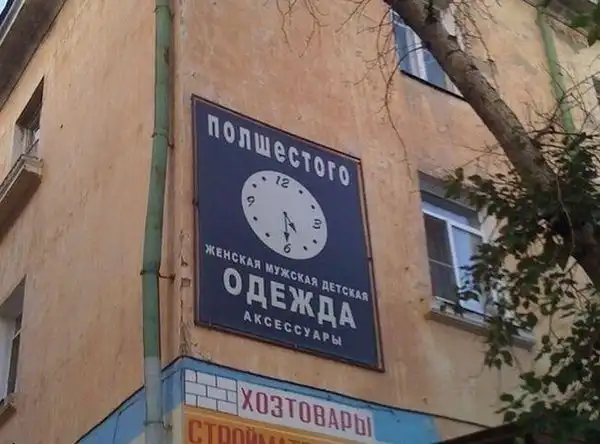 ПОЛШЕСТОГО
12
9 3
6
ЖЕНСКАЯ МУЖСКАЯ ДЕТСКАЯ
ОДЕЖДА
АКСЕССУАРЫ
ХОЗТОВАРЫ